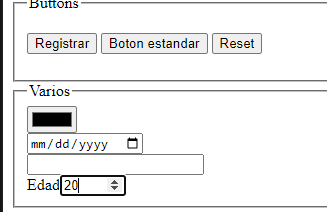 Buttons
Registrar Boton estandar Reset
Varios
mm/dd/yyyy
Edad 20